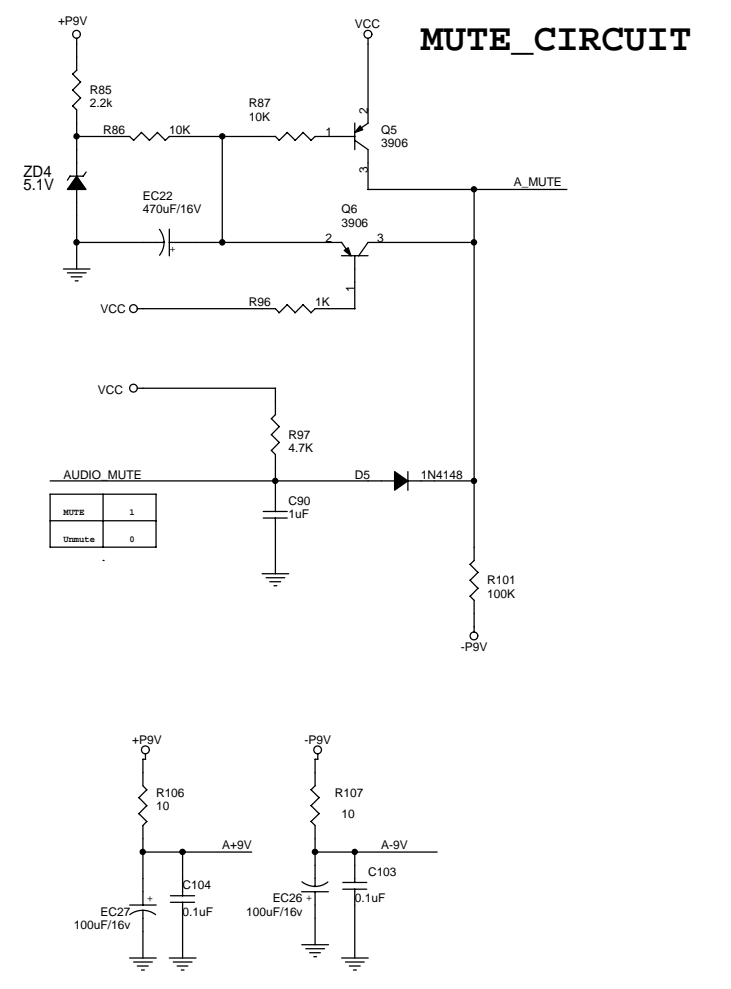 MUTE_CIRCUIT
+P9V
VCC
R85
2.2k
R87
10K
R86
10K
1
2
Q5
3906
3
ZD4
5.1V
A_MUTE
EC22
470uF/16V
Q6
3906
+
2
3
1
VCC
R96
1K
VCC
R97
4.7K
AUDIO_MUTE
D5
1N4148
MUTE 1
Unmute 0
C90
1uF
R101
100K
-P9V
+P9V
-P9V
R106
10
R107
10
A+9V
A-9V
C104
0.1uF
C103
0.1uF
+
EC27
100uF/16v
EC26
+
100uF/16v